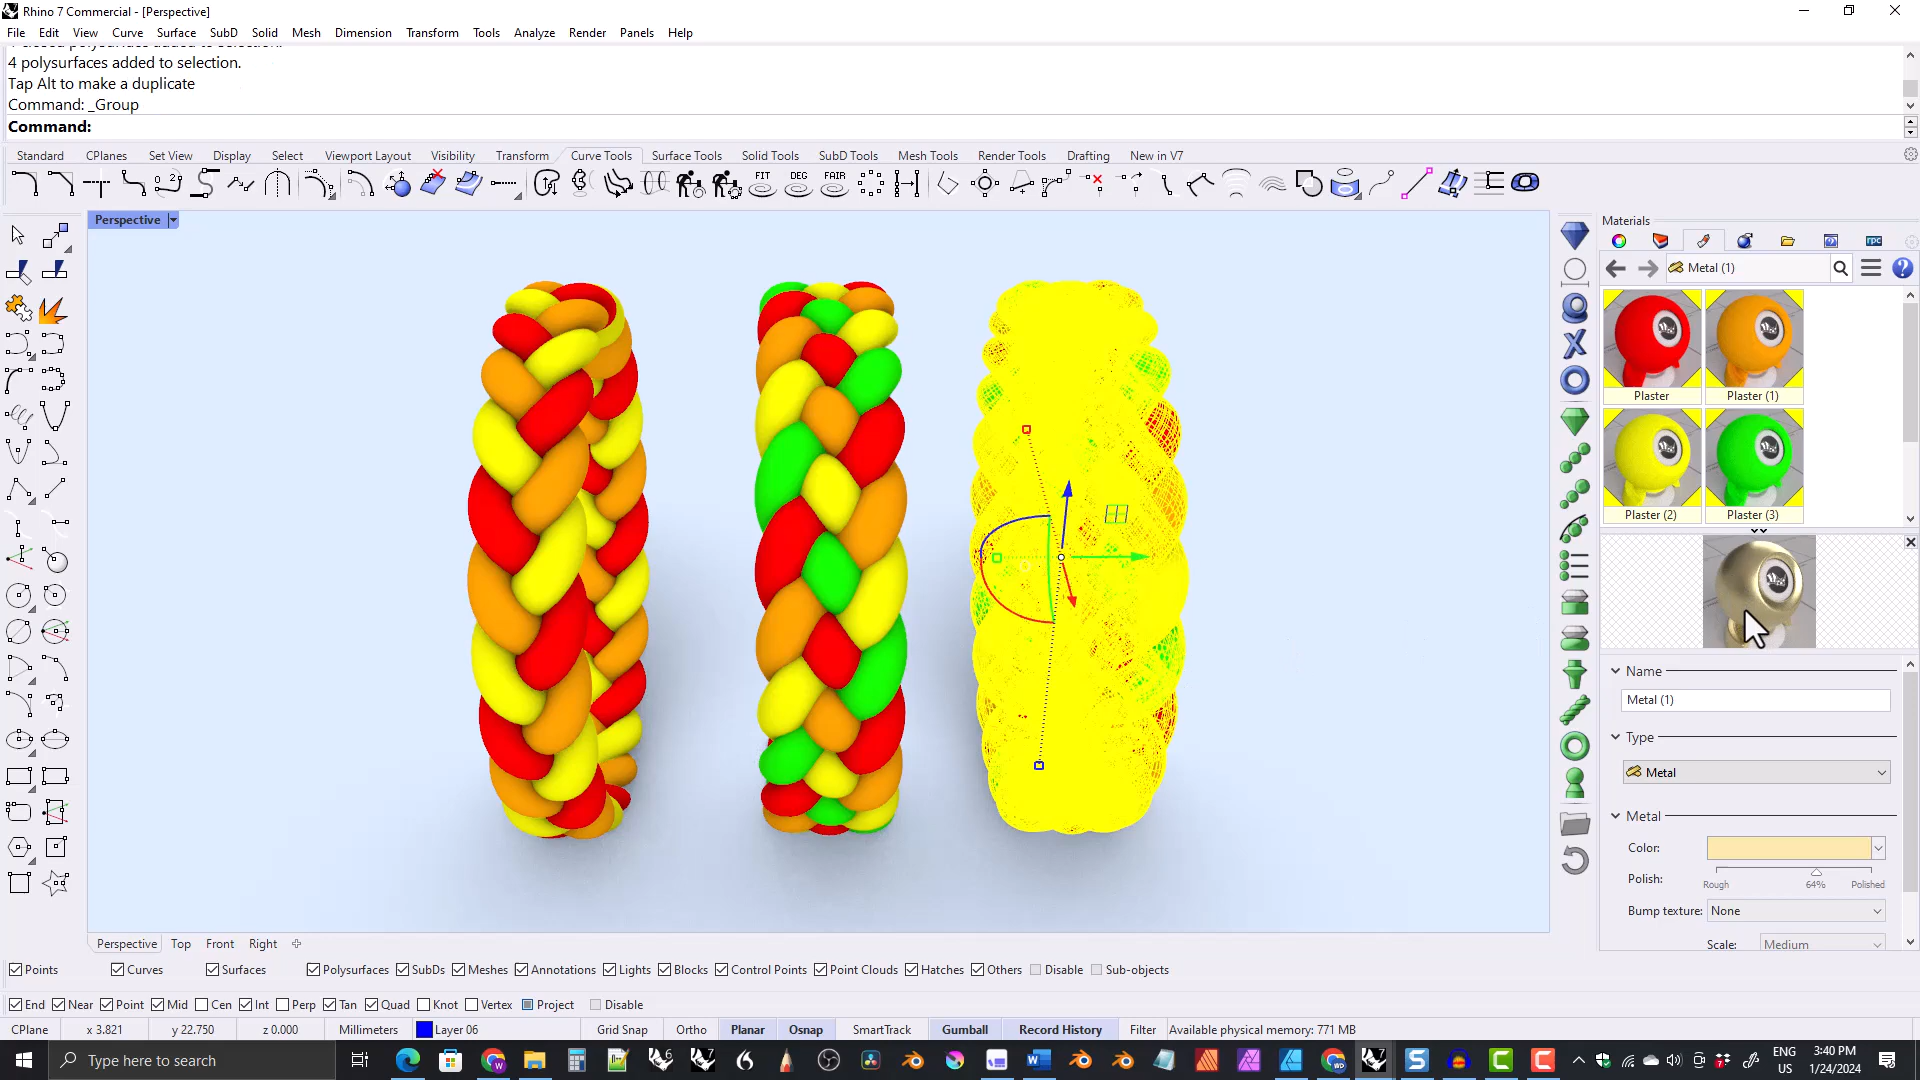 Rhino 7 Commercial - [Perspective]
File Edit View Curve Surface SubD Solid Mesh Dimension Transform Tools Analyze Render Panels Help
4 polysurfaces added to selection.
Tap Alt to make a duplicate
Command: _Group
Command:
Standard CPlanes Set View Display Select Viewport Layout Visibility Transform Curve Tools Surface Tools Solid Tools SubD Tools Mesh Tools Render Tools Drafting New in V7
FIT DEG FAIR
Perspective
Materials
rpc
Metal (1)
Plaster Plaster (1)
Plaster (2) Plaster (3)
Name
Metal (1)
Type
Metal
Metal
Color:
Polish:
Rough 64% Polished
Bump texture: None
Scale: Medium
Perspective Top Front Right
Points Curves Surfaces Polysurfaces SubDs Meshes Annotations Lights Blocks Control Points Point Clouds Hatches Others Disable Sub-objects
End Near Point Mid Cen Int Perp Tan Quad Knot Vertex Project Disable
CPlane x 3.821 y 22.750 z 0.000 Millimeters Layer 06 Grid Snap Ortho Planar Osnap SmartTrack Gumball Record History Filter Available physical memory: 771 MB
Type here to search
ENG
US
3:40 PM
1/24/2024